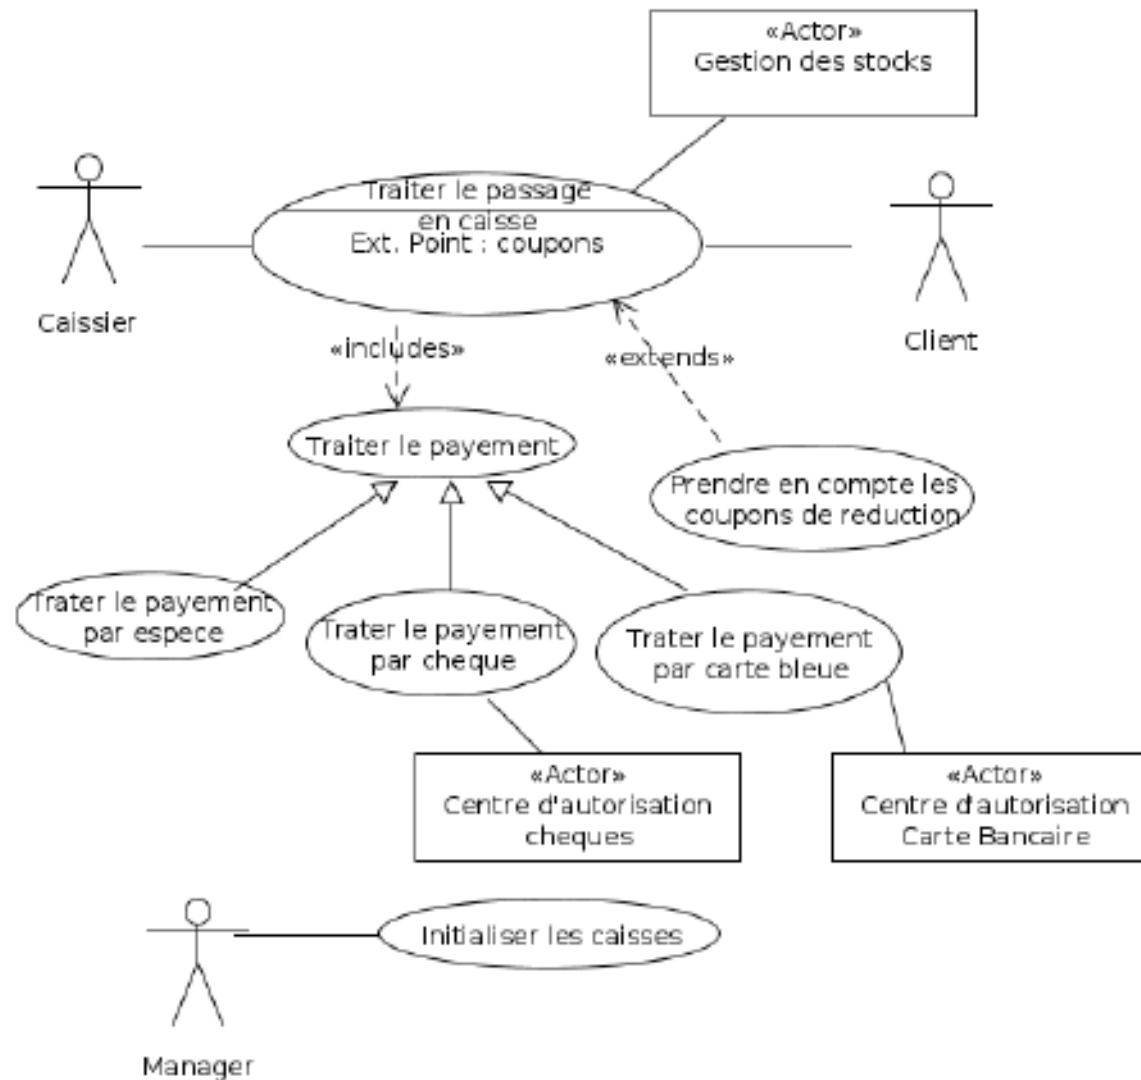 «Actor»
Gestion des stocks
Traiter le passage
en caisse
Ext. Point : coupons
Caissier
Client
«includes»
«extends»
Traiter le payement
Prendre en compte les
coupons de reduction
Trater le payement
par espece
Trater le payement
par cheque
Trater le payement
par carte bleue
«Actor»
Centre d'autorisation
cheques
«Actor»
Centre d'autorisation
Carte Bancaire
Initialiser les caisses
Manager